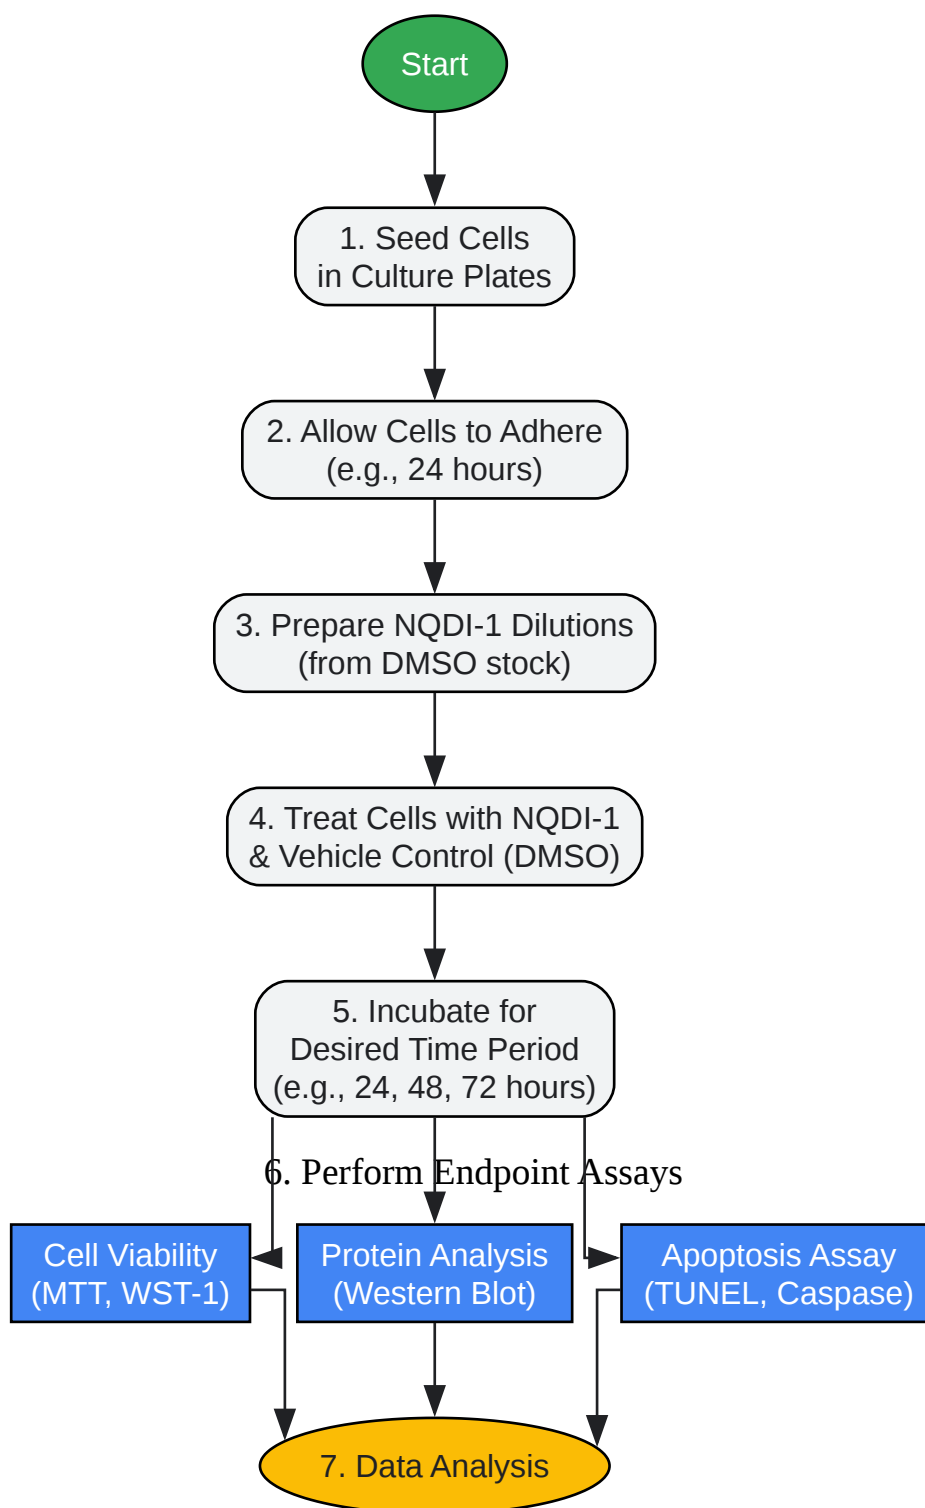 Start
1. Seed Cells
in Culture Plates
2. Allow Cells to Adhere
(e.g., 24 hours)
3. Prepare NQDI-1 Dilutions
(from DMSO stock)
4. Treat Cells with NQDI-1
& Vehicle Control (DMSO)
5. Incubate for
Desired Time Period
(e.g., 24, 48, 72 hours)
6. Perform Endpoint Assays
Cell Viability
(MTT, WST-1)
Protein Analysis
(Western Blot)
Apoptosis Assay
(TUNEL, Caspase)
7. Data Analysis